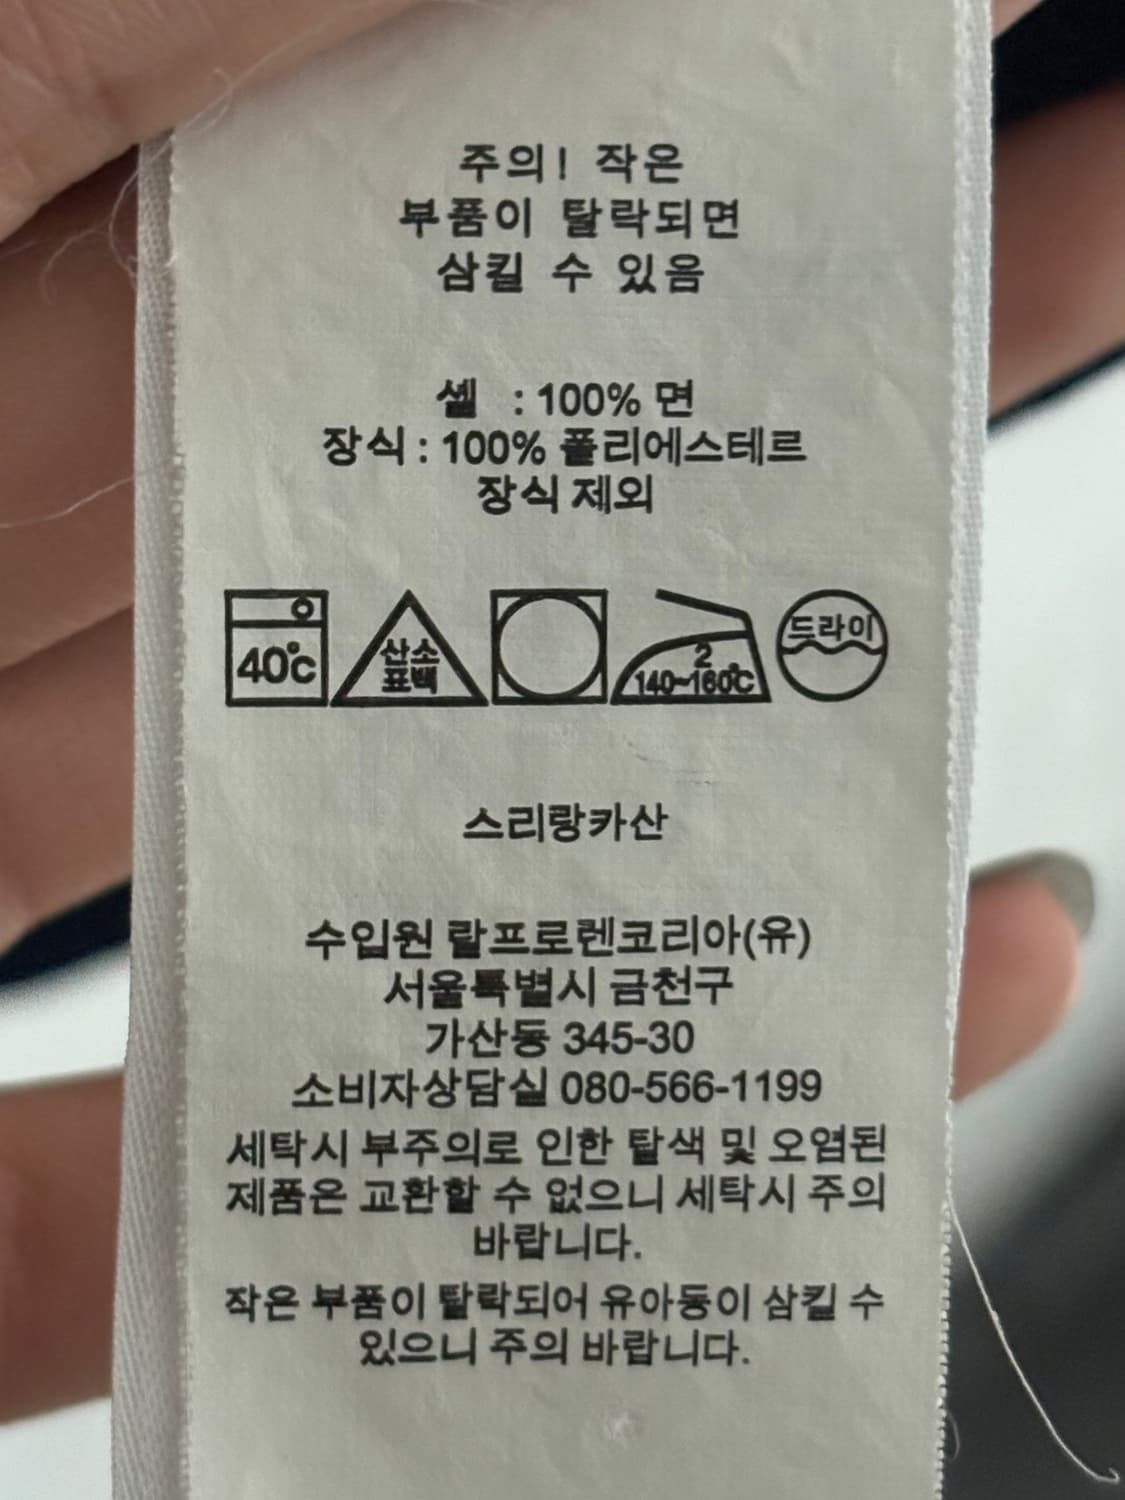 주의! 작은
부품이 탈락되면
삼킬 수 있음
셸 : 100% 면
장식 : 100% 폴리에스테르
장식 제외
40℃
산소
표백
2
140~160℃
드라이
스리랑카산
수입원 랄프로렌코리아(유)
서울특별시 금천구
가산동 345-30
소비자상담실 080-566-1199
세탁시 부주의로 인한 탈색 및 오염된
제품은 교환할 수 없으니 세탁시 주의
바랍니다.
작은 부품이 탈락되어 유아동이 삼킬 수
있으니 주의 바랍니다.